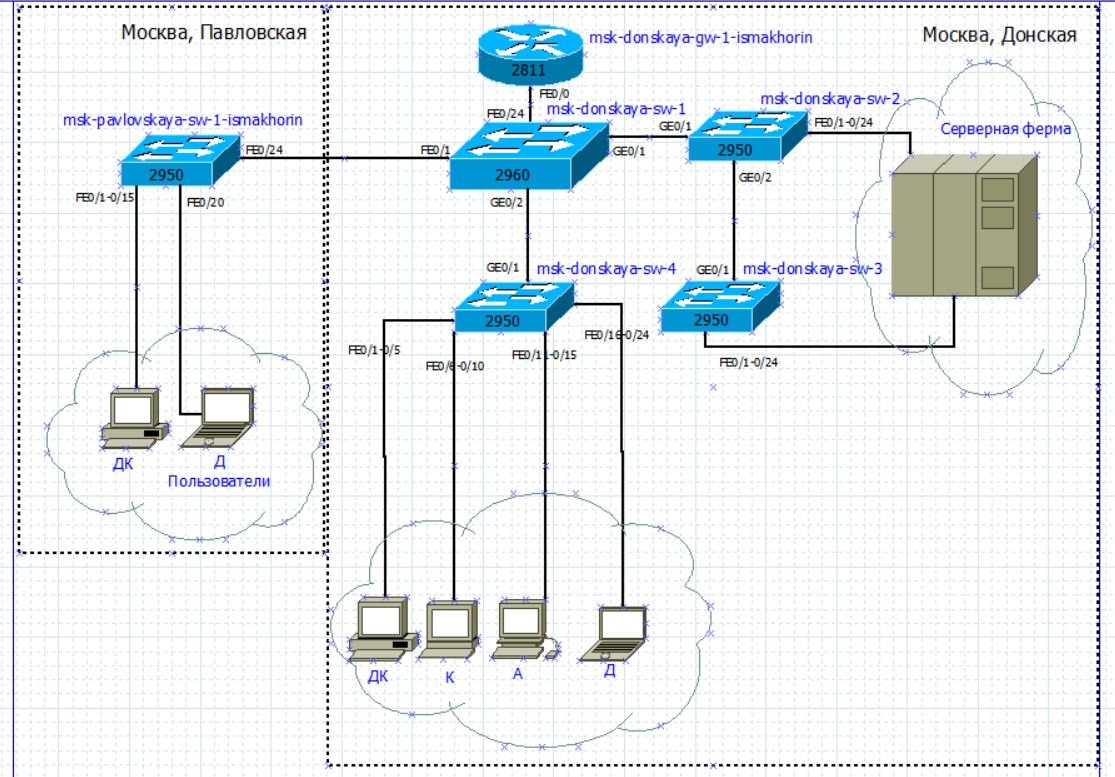 Москва, Павловская
msk-donskaya-gw-1-ismakhorin
Москва, Донская
2811
FE0/0
FE0/24
msk-donskaya-sw-1
msk-donskaya-sw-2
msk-pavlovskaya-sw-1-ismakhorin
GE0/1
FE0/1-0/24
Серверная ферма
FE0/24
FE0/1
GE0/1
2950
2950
2960
GE0/2
FE0/1-0/15
FE0/20
GE0/2
GE0/1
msk-donskaya-sw-4
GE0/1
msk-donskaya-sw-3
2950
2950
FE0/16-0/24
FE0/1-0/5
FE0/6-0/10
FE0/11-0/15
FE0/1-0/24
ДК
Д
Пользователи
ДК
К
А
Д